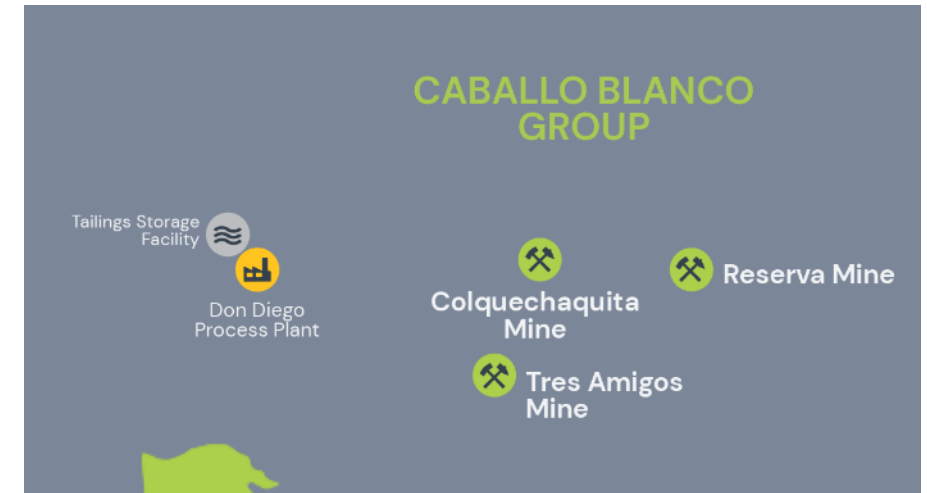 CABALLO BLANCO
GROUP
Tailings Storage
Facility
Don Diego
Process Plant
Colquechaquita
Mine
Reserva Mine
Tres Amigos
Mine